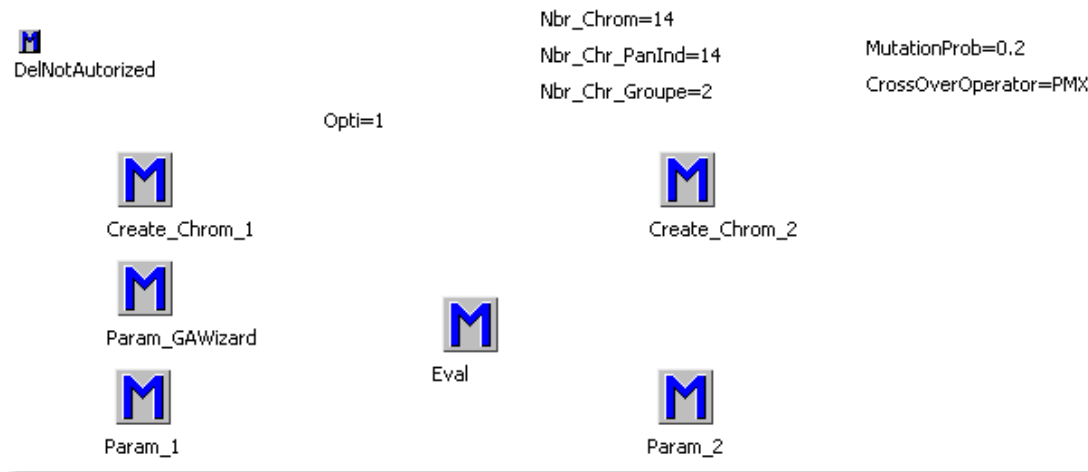 Nbr_Chrom=14
M
DelNotAutorized
Nbr_Chr_PanInd=14
MutationProb=0.2
Nbr_Chr_Groupe=2
CrossOverOperator=PMX
Opti=1
M
M
Create_Chrom_1
Create_Chrom_2
M
Param_GAWizard
M
Eval
M
M
Param_1
Param_2